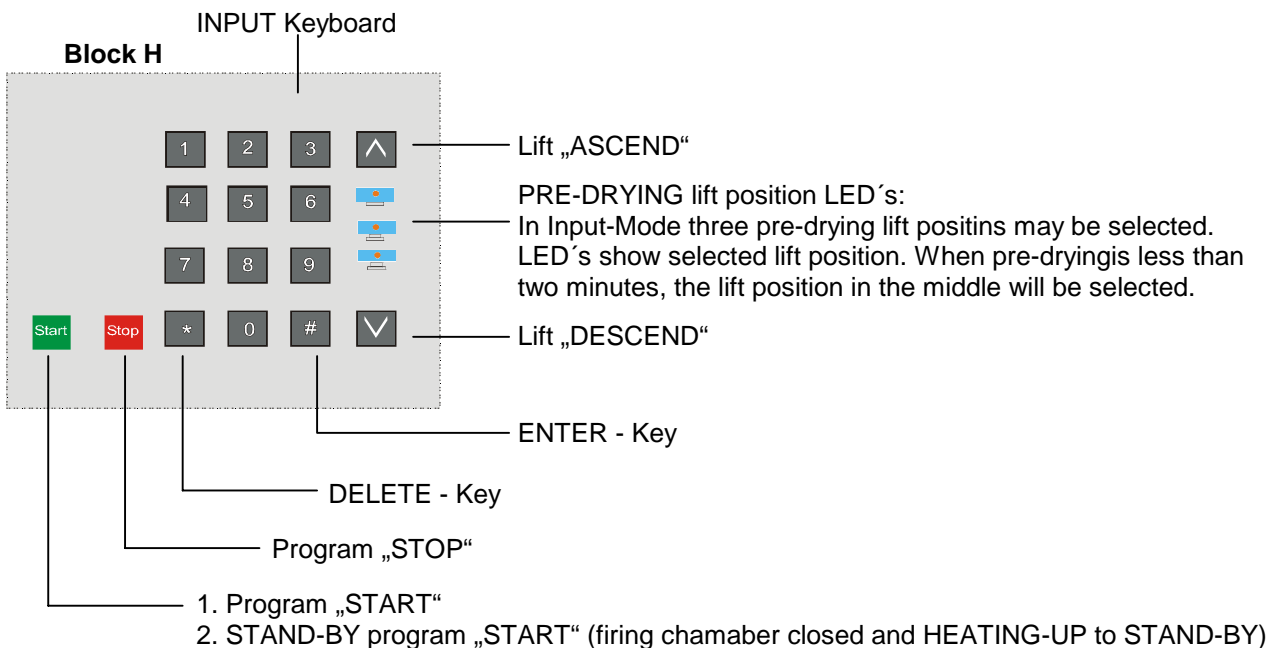 INPUT Keyboard
Block H
1 2 3
Lift „ASCEND“
PRE-DRYING lift position LED´s:
4 5 6
In Input-Mode three pre-drying lift positins may be selected.
LED´s show selected lift position. When pre-dryingis less than
7 8 9
two minutes, the lift position in the middle will be selected.
Start Stop * 0 #
Lift „DESCEND“
ENTER - Key
DELETE - Key
Program „STOP“
1. Program „START“
2. STAND-BY program „START“ (firing chamaber closed and HEATING-UP to STAND-BY)